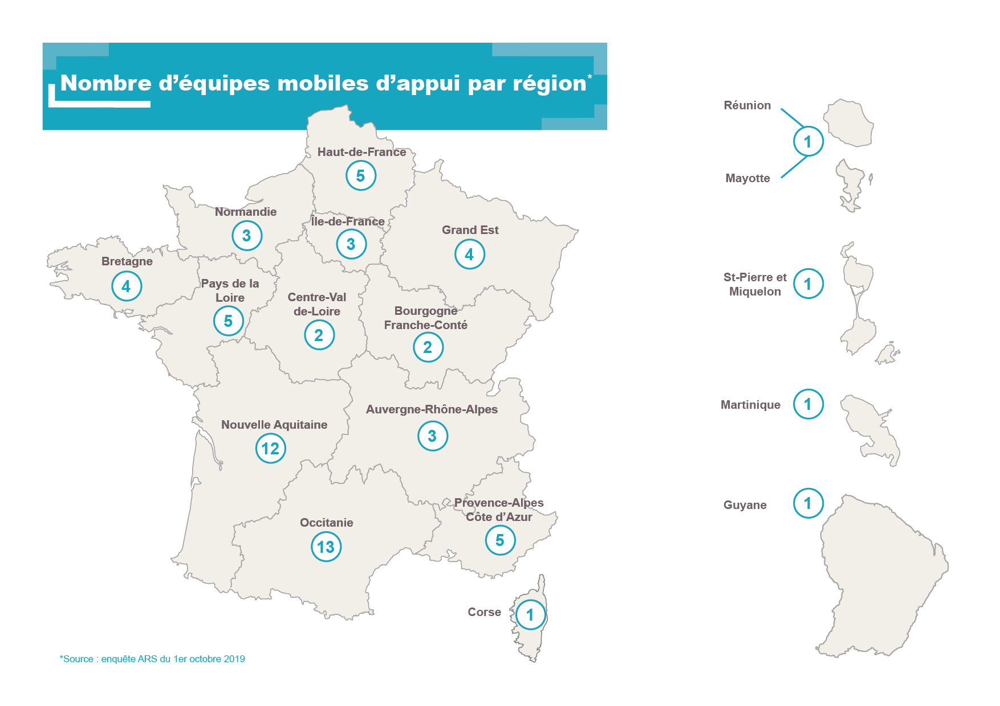 Nombre d’équipes mobiles d’appui par région*
Haut-de-France
5
Normandie
3
Île-de-France
3
Grand Est
4
Bretagne
4
Pays de la
Loire
5
Centre-Val
de-Loire
2
Bourgogne
Franche-Conté
2
Auvergne-Rhône-Alpes
3
Nouvelle Aquitaine
12
Occitanie
13
Provence-Alpes
Côte d’Azur
5
Corse
1
*Source : enquête ARS du 1er octobre 2019
Réunion
1
Mayotte
St-Pierre et
Miquelon
1
Martinique
1
Guyane
1